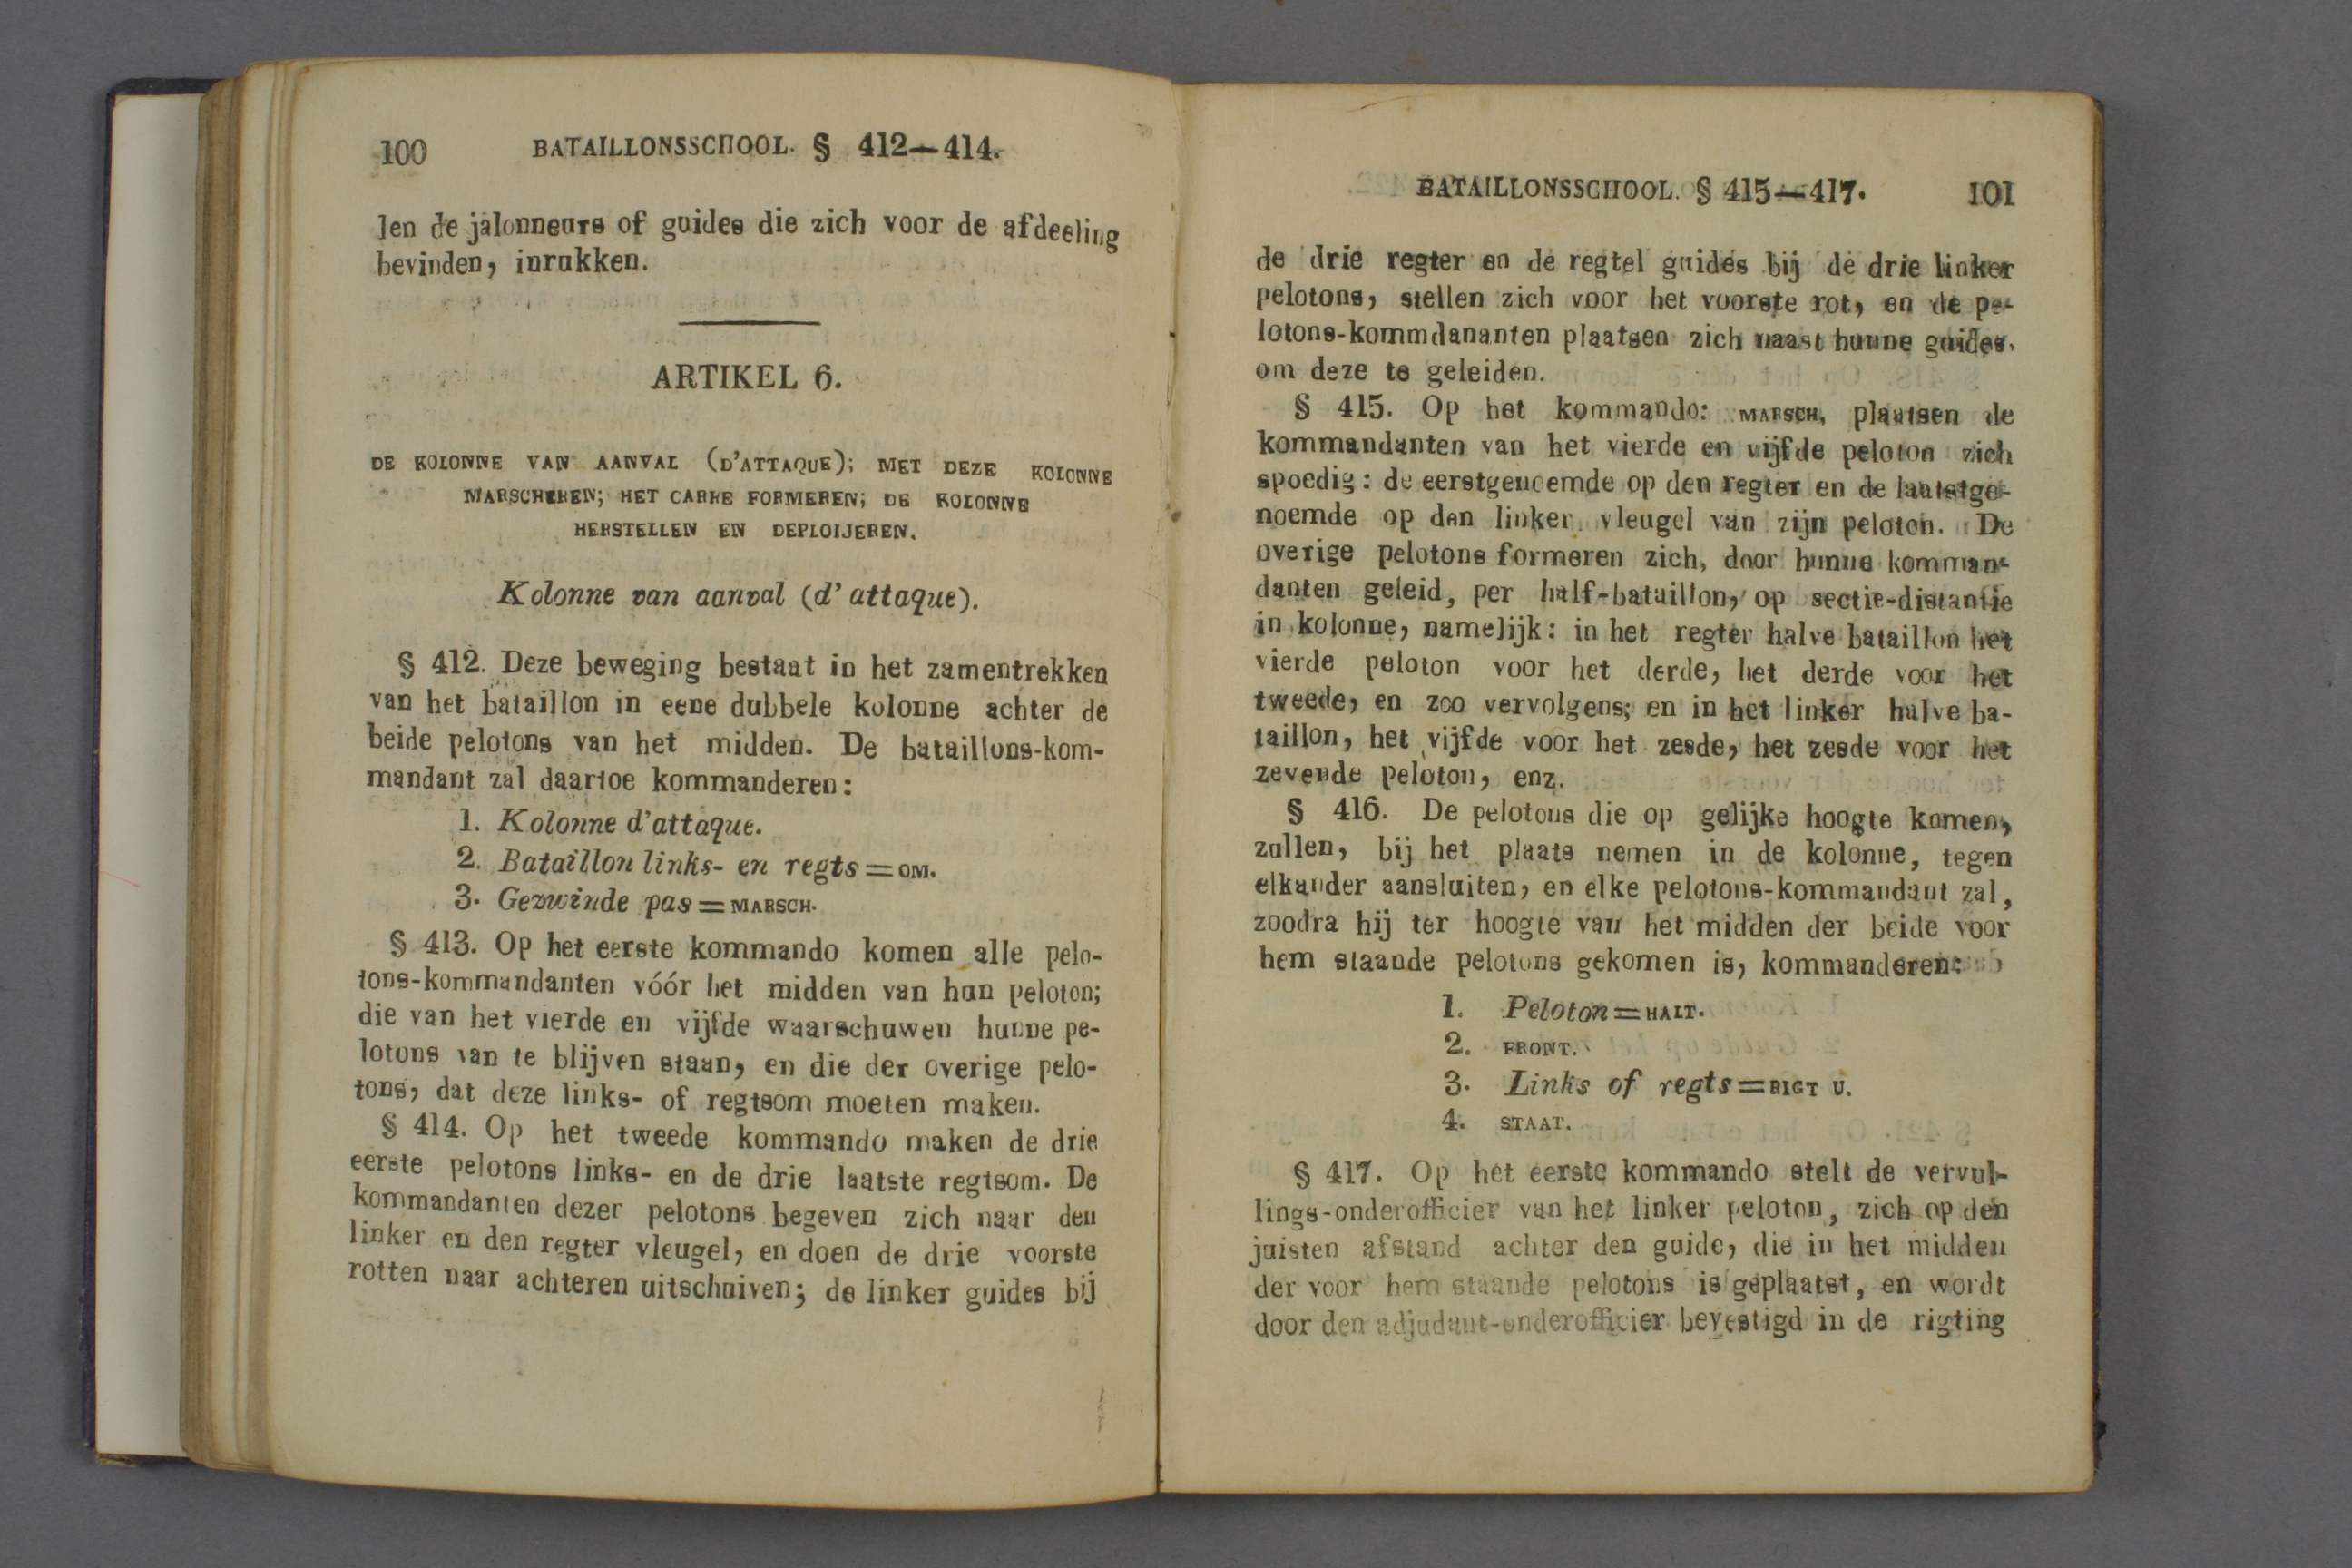 100 BATAILLONSSCHOOL. § 412—414.
len de jalonneurs of guides die zich voor de afdeeling
bevinden, inrukken.
ARTIKEL 6.
DE KOLONNE VAN AANVAL (D'ATTAQUE); MET DEZE KOLONNE
MARSCHEREN; HET CARRE FORMEREN; DE KOLONNE
HERSTELLEN EN DEPLOIJEREN.
Kolonne van aanval (d'attaque).
§ 412. Deze beweging bestaat in het zamentrekken
van het bataillon in eene dubbele kolonne achter de
beide pelotons van het midden. De bataillons-kom-
mandant zal daartoe kommanderen:
1. Kolonne d'attaque.
2. Bataillon links- en regts=OM.
3. Gezwinde pas=MARSCH.
§ 413. Op het eerste kommando komen alle pelo-
tons-kommandanten vóór het midden van hun peloton;
die van het vierde en vijfde waarschuwen hunne pe-
lotons van te blijven staan, en die der overige pelo-
tons, dat deze links- of regtsom moeten maken.
§ 414. Op het tweede kommando maken de drie
eerste pelotons links- en de drie laatste regtsom. De
kommandanten dezer pelotons begeven zich naar den
linker en den regter vleugel, en doen de drie voorste
rotten naar achteren uitschuiven; de linker guides bij
BATAILLONSSCHOOL. § 415—417. 101
de drie regter en de regtel guides bij de drie linker
pelotons, stellen zich voor het voorste rot, en de pe-
lotons-kommdananten plaatsen zich naast hunne guides,
om deze te geleiden.
§ 415. Op het kommando: MARSCH, plaatsen de
kommandanten van het vierde en vijfde peloton zich
spoedig: de eerstgenoemde op den regter en de laatstge-
noemde op den linker vleugel van zijn peloton. De
overige pelotons formeren zich, door hunne komman-
danten geleid, per half-bataillon, op sectie-distantie
in kolonne, namelijk: in het regter halve bataillon het
vierde peloton voor het derde, het derde voor het
tweede, en zoo vervolgens; en in het linker halve ba-
taillon, het vijfde voor het zesde, het zesde voor het
zevende peloton, enz.
§ 416. De pelotons die op gelijke hoogte komen,
zullen, bij het plaats nemen in de kolonne, tegen
elkander aansluiten, en elke pelotons-kommandant zal,
zoodra hij ter hoogte van het midden der beide voor
hem staande pelotons gekomen is, kommanderen:
1. Peloton=HALT.
2. FRONT.
3. Links of regts=RIGT U.
4. STAAT.
§ 417. Op het eerste kommando stelt de vervul-
lings-onderofficier van het linker peloton, zich op den
juisten afstand achter den guide, die in het midden
der voor hem staande pelotons is geplaatst, en wordt
door den adjudant-onderofficier bevestigd in de rigting